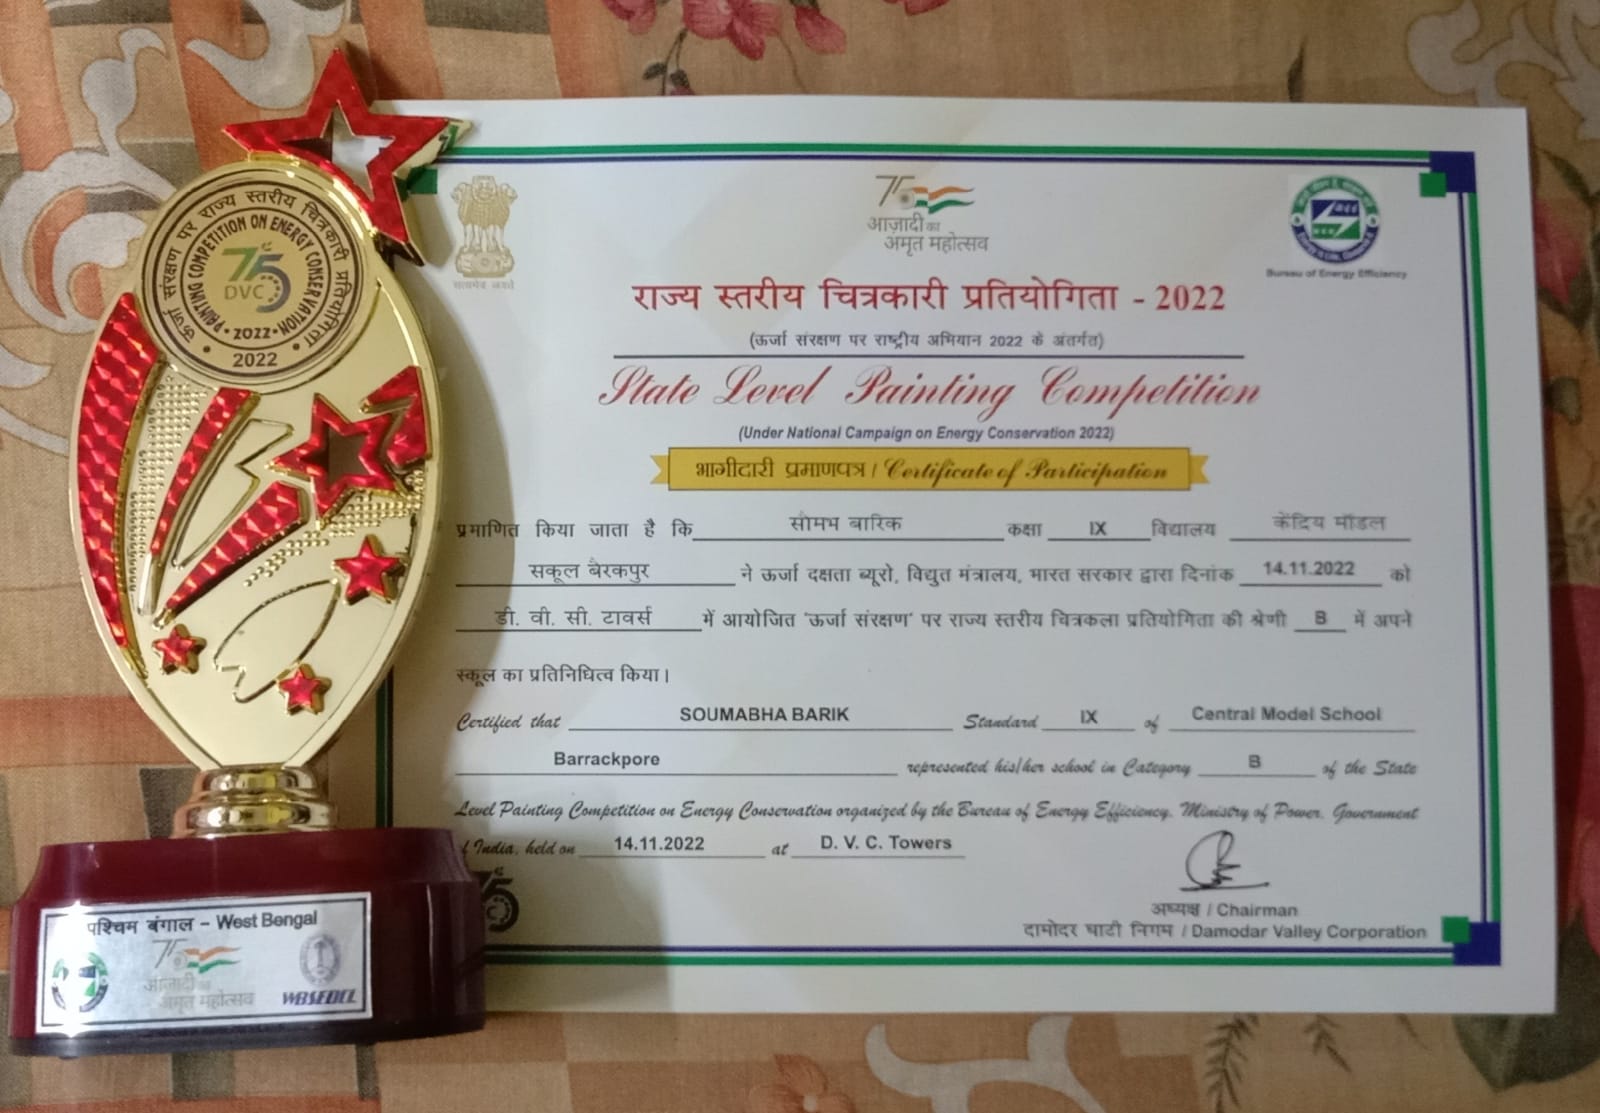 ऊर्जा संरक्षण पर राज्य स्तरीय चित्रकारी प्रतियोगिता
PAINTING COMPETITION ON ENERGY CONSERVATION
75
DVC
• 2022 •
• 2022 •
पश्चिम बंगाल – West Bengal
75
आज़ादी का
अमृत महोत्सव
WBSEDCL
सत्यमेव जयते
75
आज़ादी का
अमृत महोत्सव
Bureau of Energy Efficiency
राज्य स्तरीय चित्रकारी प्रतियोगिता - 2022
(ऊर्जा संरक्षण पर राष्ट्रीय अभियान 2022 के अंतर्गत)
State Level Painting Competition
(Under National Campaign on Energy Conservation 2022)
भागीदारी प्रमाणपत्र / Certificate of Participation
प्रमाणित किया जाता है कि सौमभ बारिक कक्षा IX विद्यालय केंद्रिय मॉडल
सकूल बैरकपुर ने ऊर्जा दक्षता ब्यूरो, विद्युत मंत्रालय, भारत सरकार द्वारा दिनांक 14.11.2022 को
डी. वी. सी. टावर्स में आयोजित 'ऊर्जा संरक्षण' पर राज्य स्तरीय चित्रकला प्रतियोगिता की श्रेणी B में अपने
स्कूल का प्रतिनिधित्व किया।
Certified that SOUMABHA BARIK Standard IX of Central Model School
Barrackpore represented his/her school in Category B of the State
Level Painting Competition on Energy Conservation organized by the Bureau of Energy Efficiency, Ministry of Power, Government
India, held on 14.11.2022 at D. V. C. Towers
75
अध्यक्ष / Chairman
दामोदर घाटी निगम / Damodar Valley Corporation